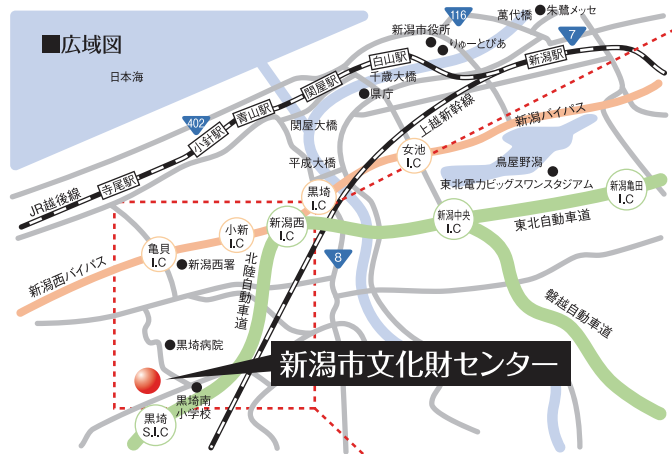 ■広域図
日本海
116
萬代橋
朱鷺メッセ
新潟市役所
りゅーとぴあ
7
白山駅
新潟駅
千歳大橋
関屋駅
県庁
青山駅
402
小針駅
関屋大橋
上越新幹線
新潟バイパス
女池
I.C
平成大橋
鳥屋野潟
寺尾駅
JR越後線
黒埼
I.C
東北電力ビッグスワンスタジアム
新潟亀田
I.C
新潟西
I.C
新潟中央
I.C
東北自動車道
小新
I.C
亀貝
I.C
新潟西署
8
新潟西バイパス
北陸自動車道
磐越自動車道
黒埼病院
新潟市文化財センター
黒埼南
小学校
黒埼
S.I.C